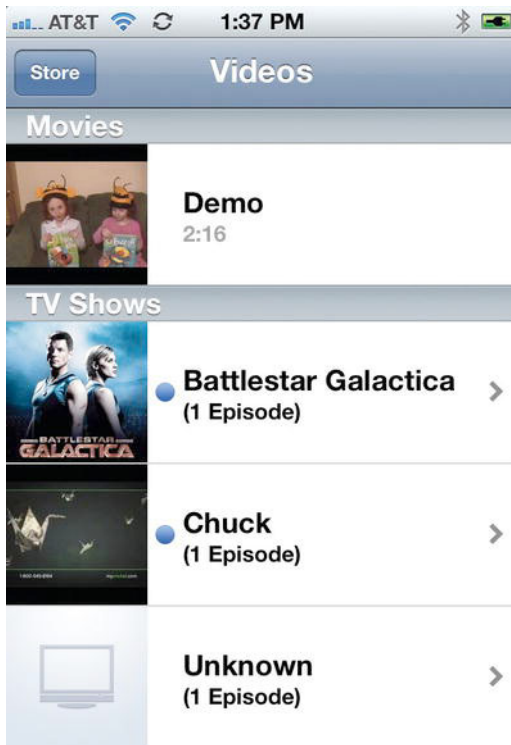 AT&T 1:37 PM
Store Videos
Movies
Demo
2:16
TV Shows
BATTLESTAR
GALACTICA
Battlestar Galactica
(1 Episode)
Chuck
(1 Episode)
Unknown
(1 Episode)